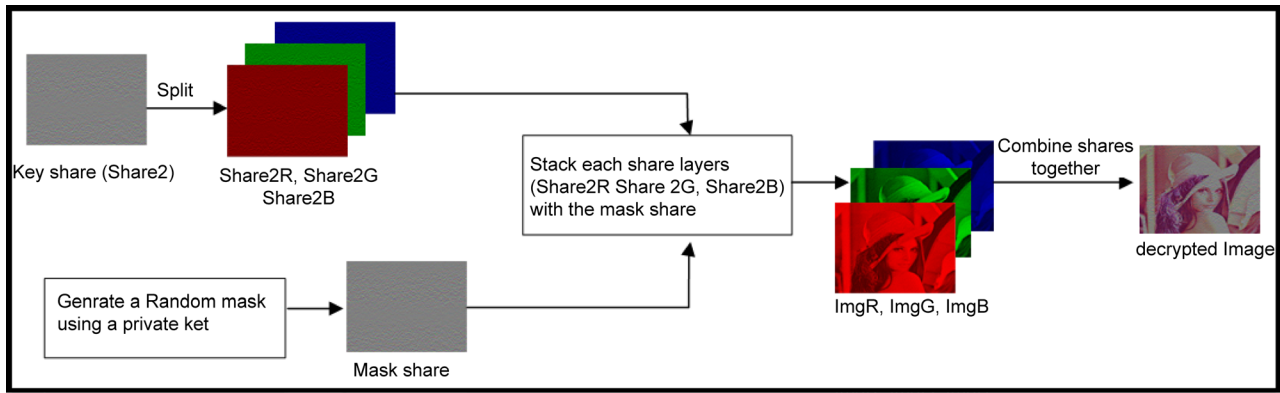 Key share (Share2)
Split
Share2R, Share2G
Share2B
Genrate a Random mask
using a private ket
Mask share
Stack each share layers
(Share2R Share 2G, Share2B)
with the mask share
ImgR, ImgG, ImgB
Combine shares
together
decrypted Image